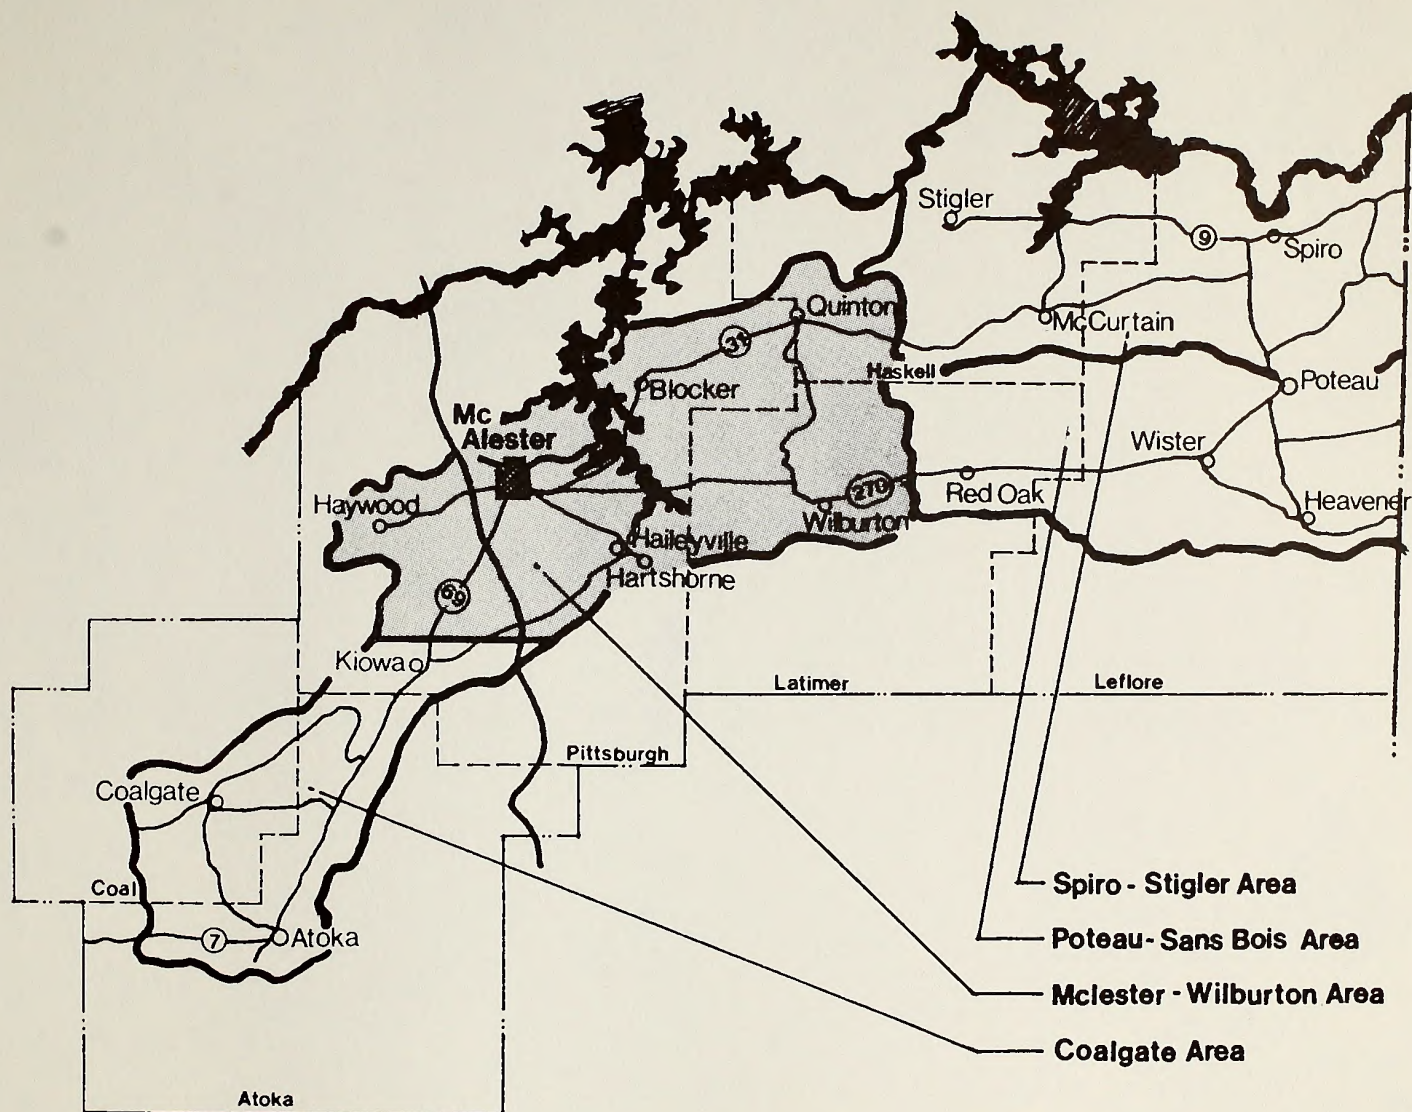 Stigler
9
Spiro
Quinton
McCurtain
31
Haskell
Poteau
Blocker
Mc
Alester
Wister
Haywood
270
Red Oak
Heavener
Wilburton
Haileyville
Hartshorne
69
Kiowa
Latimer
Leflore
Pittsburgh
Coalgate
Coal
7
Atoka
Spiro - Stigler Area
Poteau - Sans Bois Area
Mclester - Wilburton Area
Coalgate Area
Atoka